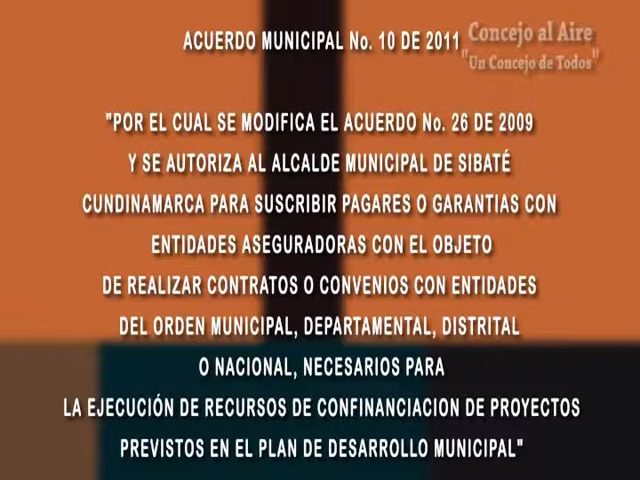 ACUERDO MUNICIPAL No. 10 DE 2011
Concejo al Aire
"Un Concejo de Todos"
"POR EL CUAL SE MODIFICA EL ACUERDO No. 26 DE 2009
Y SE AUTORIZA AL ALCALDE MUNICIPAL DE SIBATÉ
CUNDINAMARCA PARA SUSCRIBIR PAGARES O GARANTIAS CON
ENTIDADES ASEGURADORAS CON EL OBJETO
DE REALIZAR CONTRATOS O CONVENIOS CON ENTIDADES
DEL ORDEN MUNICIPAL, DEPARTAMENTAL, DISTRITAL
O NACIONAL, NECESARIOS PARA
LA EJECUCIÓN DE RECURSOS DE CONFINANCIACION DE PROYECTOS
PREVISTOS EN EL PLAN DE DESARROLLO MUNICIPAL"